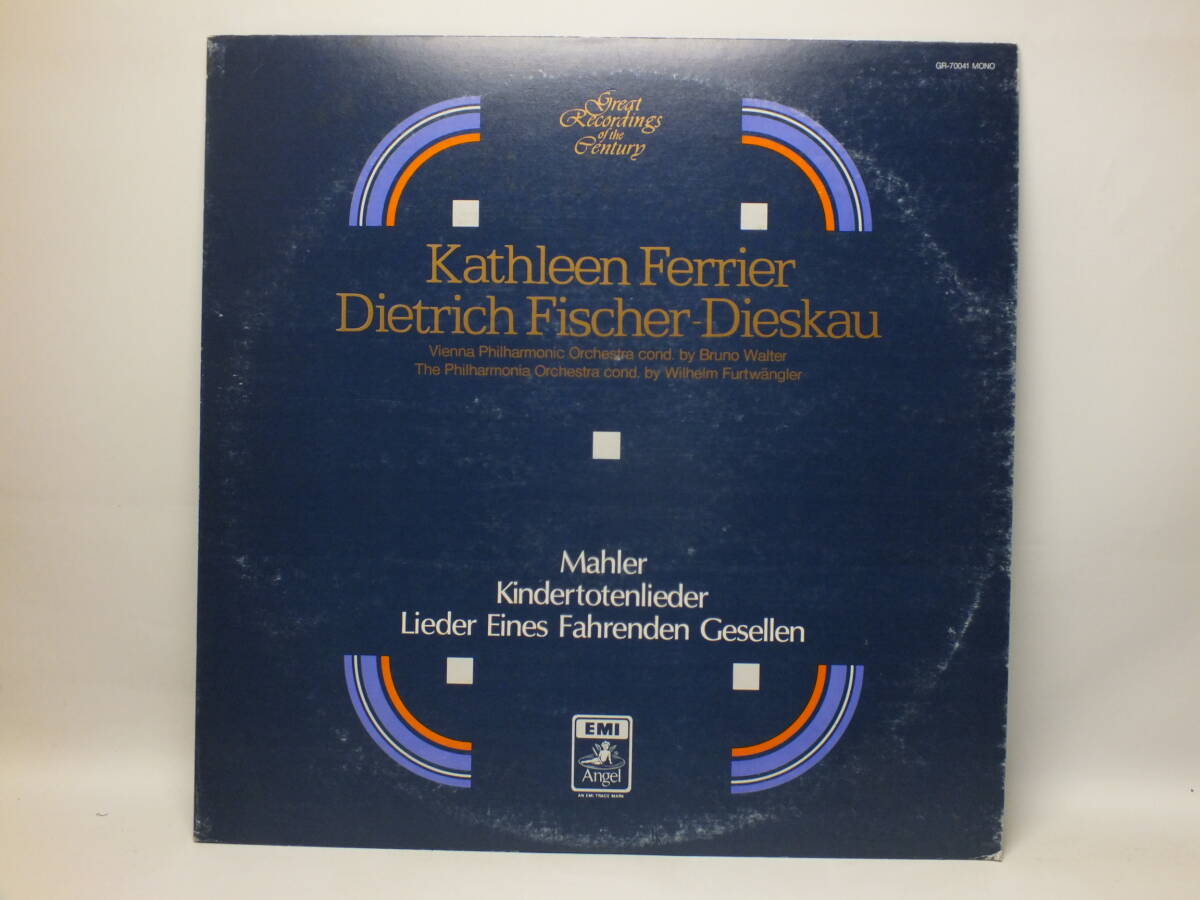 GR-70041 MONO
Great
Recordings
of the
Century
Kathleen Ferrier
Dietrich Fischer-Dieskau
Vienna Philharmonic Orchestra cond. by Bruno Walter
The Philharmonia Orchestra cond. by Wilhelm Furtwängler
Mahler
Kindertotenlieder
Lieder Eines Fahrenden Gesellen
EMI
Angel
AN EMI TRADE MARK